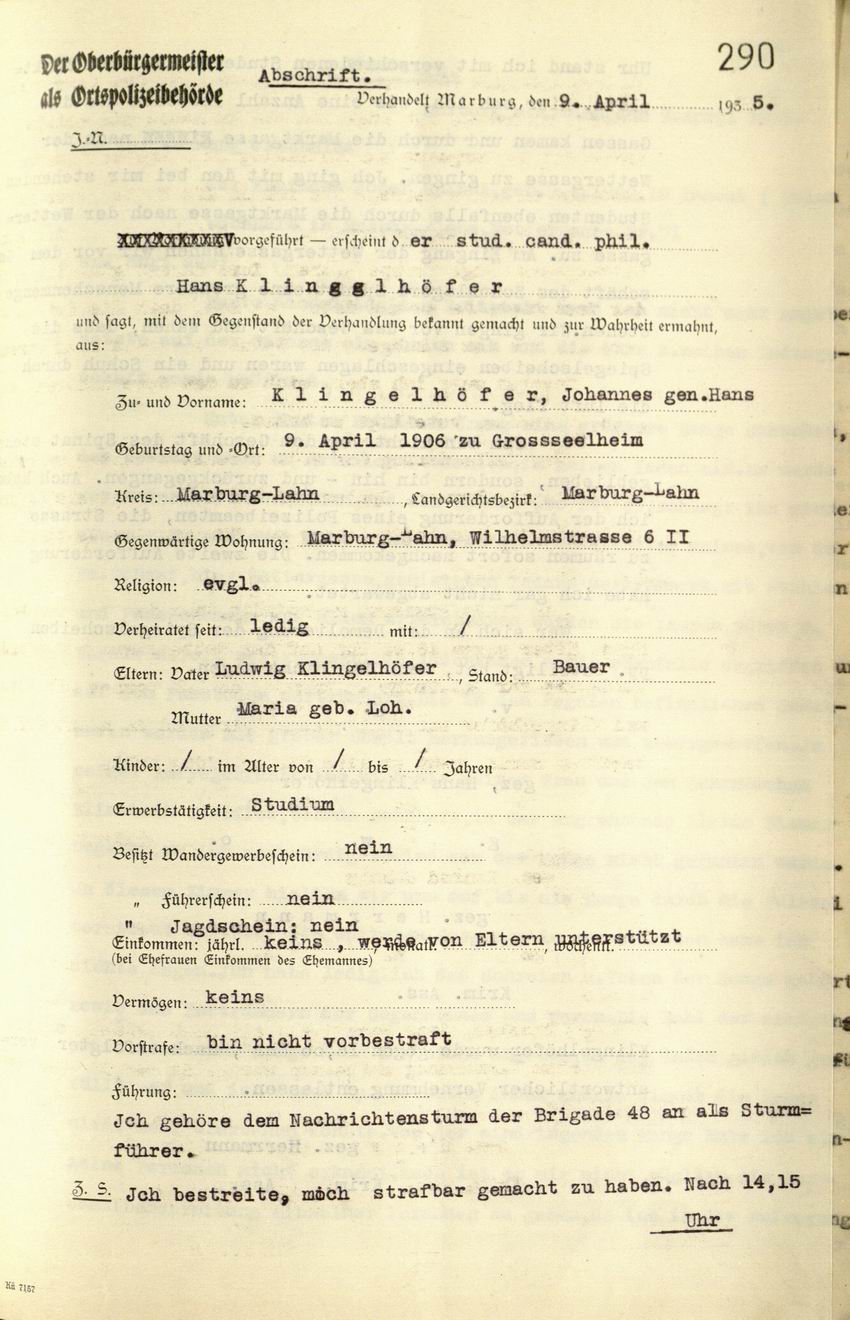 290
Der Oberbürgermeister
als Ortspolizeibehörde
Abschrift.
Verhandelt Marburg, den 9. April 1935.
J.-N.
vorgeführt — erscheint der stud. cand. phil.
Hans K l i n g g l h ö f e r
und sagt, mit dem Gegenstand der Verhandlung bekannt gemacht und zur Wahrheit ermahnt,
aus:
Zu- und Vorname: K l i n g e l h ö f e r, Johannes gen.Hans
Geburtstag und -Ort: 9. April 1906 zu Grossseelheim
Kreis: Marburg-Lahn, Landgerichtsbezirk: Marburg-Lahn
Gegenwärtige Wohnung: Marburg-Lahn, Wilhelmstrasse 6 II
Religion: evgl.
Verheiratet seit: ledig mit: /
Eltern: Vater Ludwig Klingelhöfer, Stand: Bauer
Mutter Maria geb. Loh.
Kinder: / im Alter von / bis / Jahren
Erwerbstätigkeit: Studium
Besitzt Wandergewerbeschein: nein
„ Führerschein: nein
" Jagdschein: nein
Einkommen: jährl. keins , werde von Eltern unterstützt
(bei Ehefrauen Einkommen des Ehemannes)
Vermögen: keins
Vorstrafe: bin nicht vorbestraft
Führung:
Jch gehöre dem Nachrichtensturm der Brigade 48 an als Sturm=
führer.
Z. S. Jch bestreite, mich strafbar gemacht zu haben. Nach 14,15
Uhr
Kü 7157